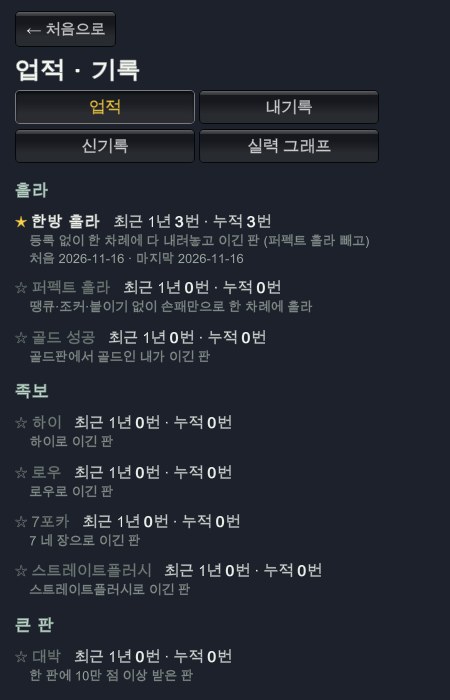 ← 처음으로
업적 · 기록
업적
내기록
신기록
실력 그래프
훌라
★ 한방 훌라 최근 1년 3번 · 누적 3번
등록 없이 한 차례에 다 내려놓고 이긴 판 (퍼펙트 훌라 빼고)
처음 2026-11-16 · 마지막 2026-11-16
☆ 퍼펙트 훌라 최근 1년 0번 · 누적 0번
땡큐·조커·붙이기 없이 손패만으로 한 차례에 훌라
☆ 골드 성공 최근 1년 0번 · 누적 0번
골드판에서 골드인 내가 이긴 판
족보
☆ 하이 최근 1년 0번 · 누적 0번
하이로 이긴 판
☆ 로우 최근 1년 0번 · 누적 0번
로우로 이긴 판
☆ 7포카 최근 1년 0번 · 누적 0번
7 네 장으로 이긴 판
☆ 스트레이트플러시 최근 1년 0번 · 누적 0번
스트레이트플러시로 이긴 판
큰 판
☆ 대박 최근 1년 0번 · 누적 0번
한 판에 10만 점 이상 받은 판